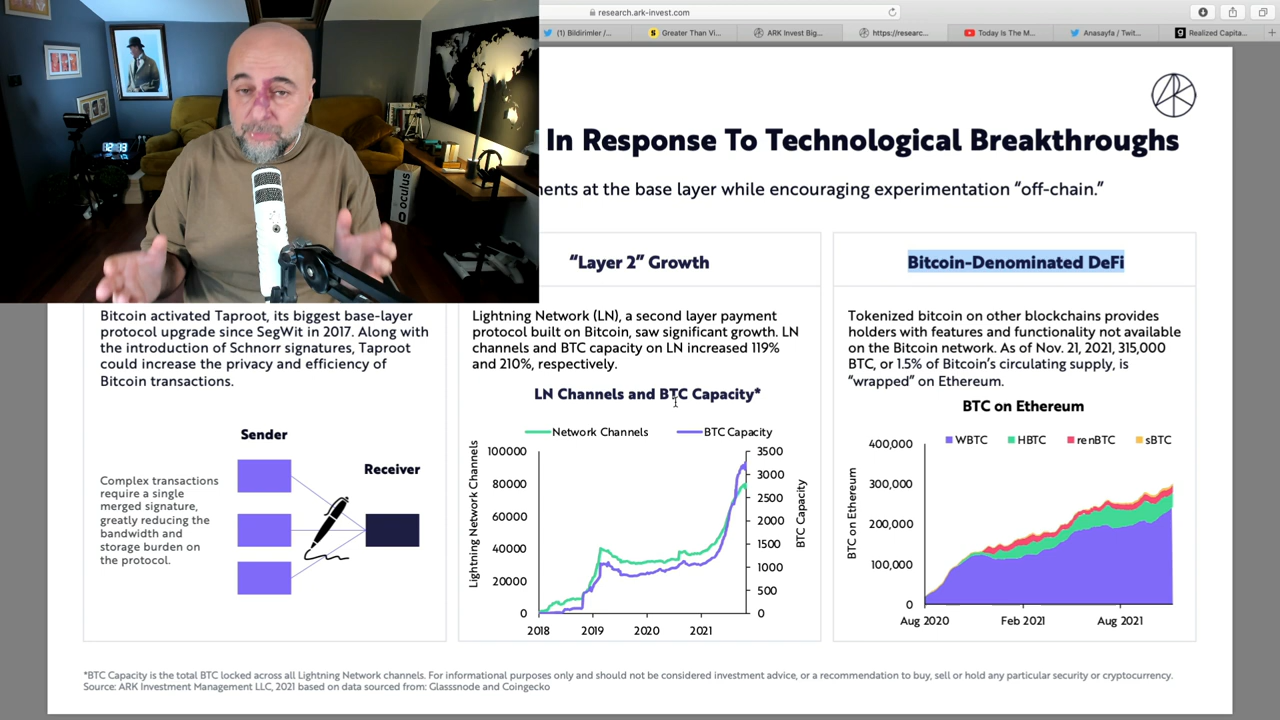 research.ark-invest.com
(1) Bildirimler /...
Greater Than Vi...
ARK Invest Big...
https://researc...
Today Is The M...
Anasayfa / Twit...
Realized Capita...
In Response To Technological Breakthroughs
ents at the base layer while encouraging experimentation “off-chain.”
oculus
Bitcoin activated Taproot, its biggest base-layer
protocol upgrade since SegWit in 2017. Along with
the introduction of Schnorr signatures, Taproot
could increase the privacy and efficiency of
Bitcoin transactions.
Sender
Receiver
Complex transactions
require a single
merged signature,
greatly reducing the
bandwidth and
storage burden on
the protocol.
“Layer 2” Growth
Lightning Network (LN), a second layer payment
protocol built on Bitcoin, saw significant growth. LN
channels and BTC capacity on LN increased 119%
and 210%, respectively.
LN Channels and BTC Capacity*
Network Channels
BTC Capacity
Lightning Network Channels
100000
80000
60000
40000
20000
0
3500
3000
2500
2000
1500
1000
500
0
BTC Capacity
2018
2019
2020
2021
Bitcoin-Denominated DeFi
Tokenized bitcoin on other blockchains provides
holders with features and functionality not available
on the Bitcoin network. As of Nov. 21, 2021, 315,000
BTC, or 1.5% of Bitcoin’s circulating supply, is
“wrapped” on Ethereum.
BTC on Ethereum
WBTC
HBTC
renBTC
sBTC
BTC on Ethereum
400,000
300,000
200,000
100,000
0
Aug 2020
Feb 2021
Aug 2021
*BTC Capacity is the total BTC locked across all Lightning Network channels. For informational purposes only and should not be considered investment advice, or a recommendation to buy, sell or hold any particular security or cryptocurrency.
Source: ARK Investment Management LLC, 2021 based on data sourced from: Glasssnode and Coingecko